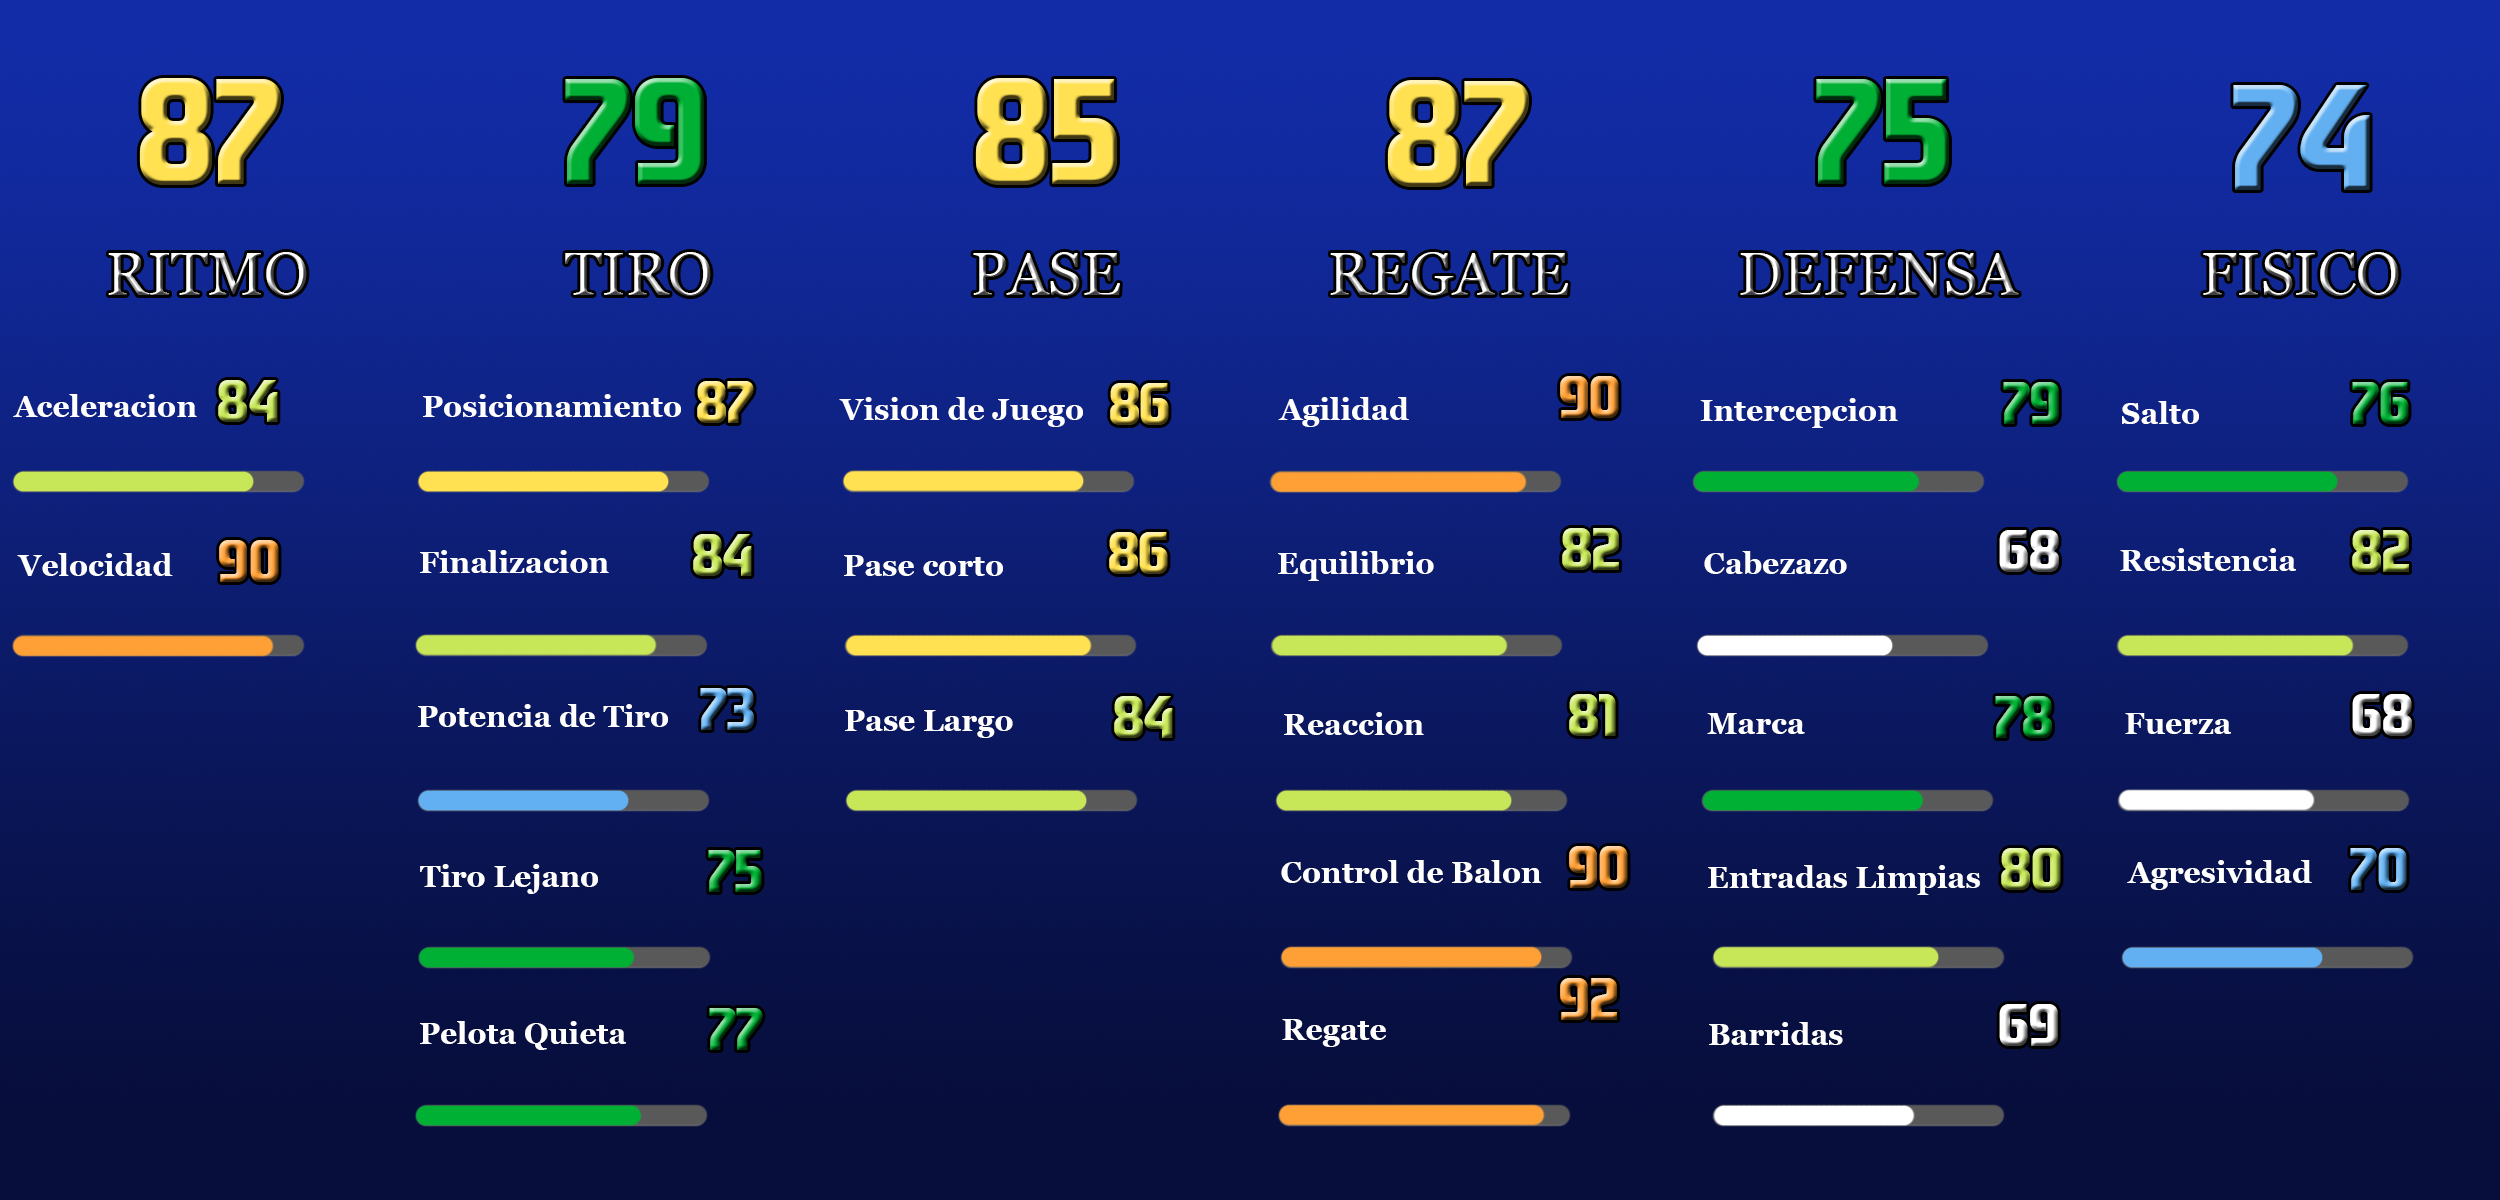 87
RITMO
Aceleracion 84
Velocidad 90
79
TIRO
Posicionamiento 87
Finalizacion 84
Potencia de Tiro 73
Tiro Lejano 75
Pelota Quieta 77
85
PASE
Vision de Juego 86
Pase corto 86
Pase Largo 84
87
REGATE
Agilidad 90
Equilibrio 82
Reaccion 81
Control de Balon 90
Regate 92
75
DEFENSA
Intercepcion 79
Cabezazo 68
Marca 78
Entradas Limpias 80
Barridas 69
74
FISICO
Salto 76
Resistencia 82
Fuerza 68
Agresividad 70